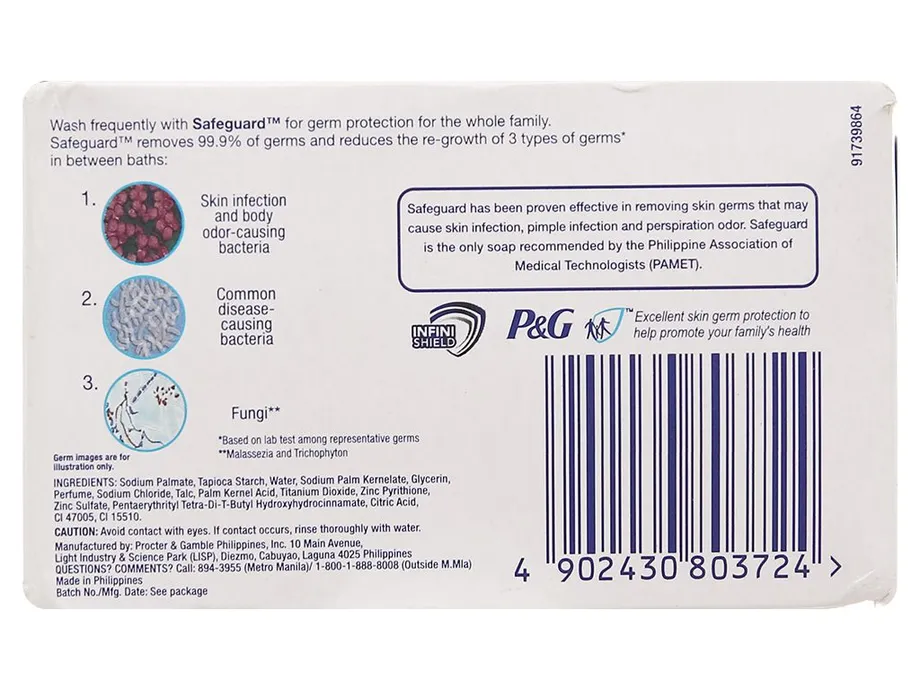 Wash frequently with Safeguard™ for germ protection for the whole family.
Safeguard™ removes 99.9% of germs and reduces the re-growth of 3 types of germs*
in between baths:
1.
Skin infection
and body
odor-causing
bacteria
2.
Common
disease-
causing
bacteria
3.
Fungi**
*Based on lab test among representative germs
**Malassezia and Trichophyton
Germ images are for
illustration only.
91739864
Safeguard has been proven effective in removing skin germs that may
cause skin infection, pimple infection and perspiration odor. Safeguard
is the only soap recommended by the Philippine Association of
Medical Technologists (PAMET).
INFINI
SHIELD
P&G
™
Excellent skin germ protection to
help promote your family's health
INGREDIENTS: Sodium Palmate, Tapioca Starch, Water, Sodium Palm Kernelate, Glycerin,
Perfume, Sodium Chloride, Talc, Palm Kernel Acid, Titanium Dioxide, Zinc Pyrithione,
Zinc Sulfate, Pentaerythrityl Tetra-Di-T-Butyl Hydroxyhydrocinnamate, Citric Acid,
CI 47005, CI 15510.
CAUTION: Avoid contact with eyes. If contact occurs, rinse thoroughly with water.
Manufactured by: Procter & Gamble Philippines, Inc. 10 Main Avenue,
Light Industry & Science Park (LISP), Diezmo, Cabuyao, Laguna 4025 Philippines
QUESTIONS? COMMENTS? Call: 894-3955 (Metro Manila)/ 1-800-1-888-8008 (Outside M.Mla)
Made in Philippines
Batch No./Mfg. Date: See package
4 902430 803724 >